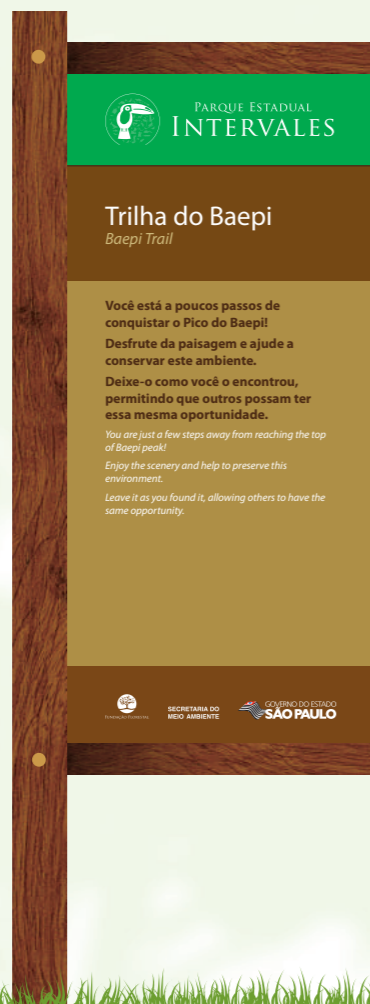 PARQUE ESTADUAL
INTERVALES
Trilha do Baepi
Baepi Trail
Você está a poucos passos de
conquistar o Pico do Baepi!
Desfrute da paisagem e ajude a
conservar este ambiente.
Deixe-o como você o encontrou,
permitindo que outros possam ter
essa mesma oportunidade.
You are just a few steps away from reaching the top
of Baepi peak!
Enjoy the scenery and help to preserve this
environment.
Leave it as you found it, allowing others to have the
same opportunity.
FUNDAÇÃO FLORESTAL
SECRETARIA DO
MEIO AMBIENTE
GOVERNO DO ESTADO
SÃO PAULO